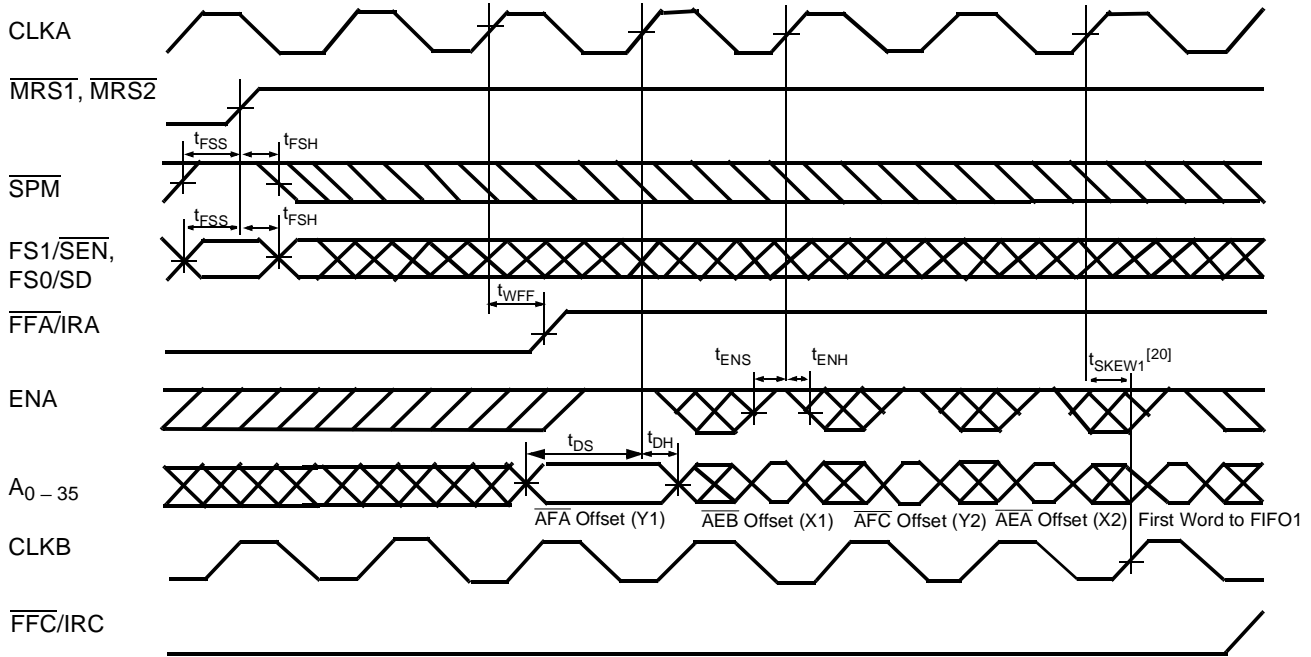 CLKA
MRS1, MRS2
tFSS tFSH
SPM
tFSS tFSH
FS1/SEN,
FS0/SD
tWFF
FFA/IRA
tENS tENH tSKEW1[20]
ENA
tDS tDH
A0 – 35
AFA Offset (Y1) AEB Offset (X1) AFC Offset (Y2) AEA Offset (X2) First Word to FIFO1
CLKB
FFC/IRC